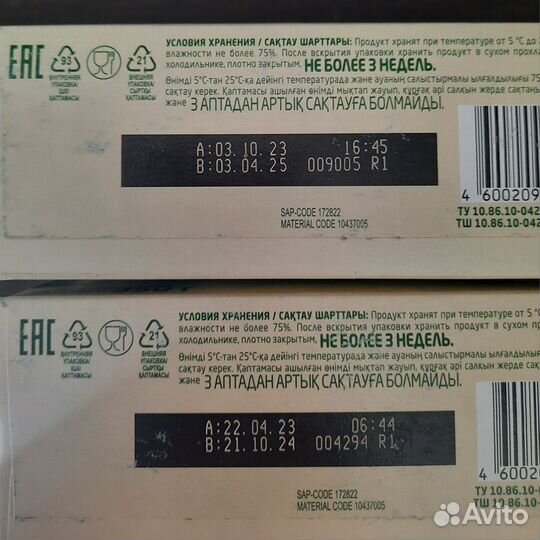 EAC
93
21
ВНУТРЕННЯЯ УПАКОВКА/ ІШКІ ҚАПТАМАСЫ
ВНЕШНЯЯ УПАКОВКА/ СЫРТҚЫ ҚАПТАМАСЫ
УСЛОВИЯ ХРАНЕНИЯ / САҚТАУ ШАРТТАРЫ: Продукт хранят при температуре от 5 °С до
влажности не более 75%. После вскрытия упаковки хранить продукт в сухом прохла
холодильнике, плотно закрытым, НЕ БОЛЕЕ 3 НЕДЕЛЬ.
Өнімді 5°С-тан 25°С-қа дейінгі температурада және ауаның салыстырмалы ылғалдылығы 75
сақтау керек. Қаптамасы ашылған өнімді мықтап жауып, құрғақ әрі салқын жерде сақтаң
және 3 АПТАДАН АРТЫҚ САҚТАУҒА БОЛМАЙДЫ.
A:03.10.23 16:45
B:03.04.25 009005 R1
SAP-CODE 172822
MATERIAL CODE 10437005
4 600209
ТУ 10.86.10-042
ТШ 10.86.10-042
EAC
93
21
ВНУТРЕННЯЯ УПАКОВКА/ ІШКІ ҚАПТАМАСЫ
ВНЕШНЯЯ УПАКОВКА/ СЫРТҚЫ ҚАПТАМАСЫ
УСЛОВИЯ ХРАНЕНИЯ / САҚТАУ ШАРТТАРЫ: Продукт хранят при температуре от 5 °С
влажности не более 75%. После вскрытия упаковки хранить продукт в сухом пр
холодильнике, плотно закрытым, НЕ БОЛЕЕ 3 НЕДЕЛЬ.
Өнімді 5°С-тан 25°С-қа дейінгі температурада және ауаның салыстырмалы ылғалдылы
сақтау керек. Қаптамасы ашылған өнімді мықтап жауып, құрғақ әрі салқын жерде сақ
және 3 АПТАДАН АРТЫҚ САҚТАУҒА БОЛМАЙДЫ.
A:22.04.23 06:44
B:21.10.24 004294 R1
SAP-CODE 172822
MATERIAL CODE 10437005
4 60020
ТУ 10.86.10-0
ТШ 10.86.10
Avito